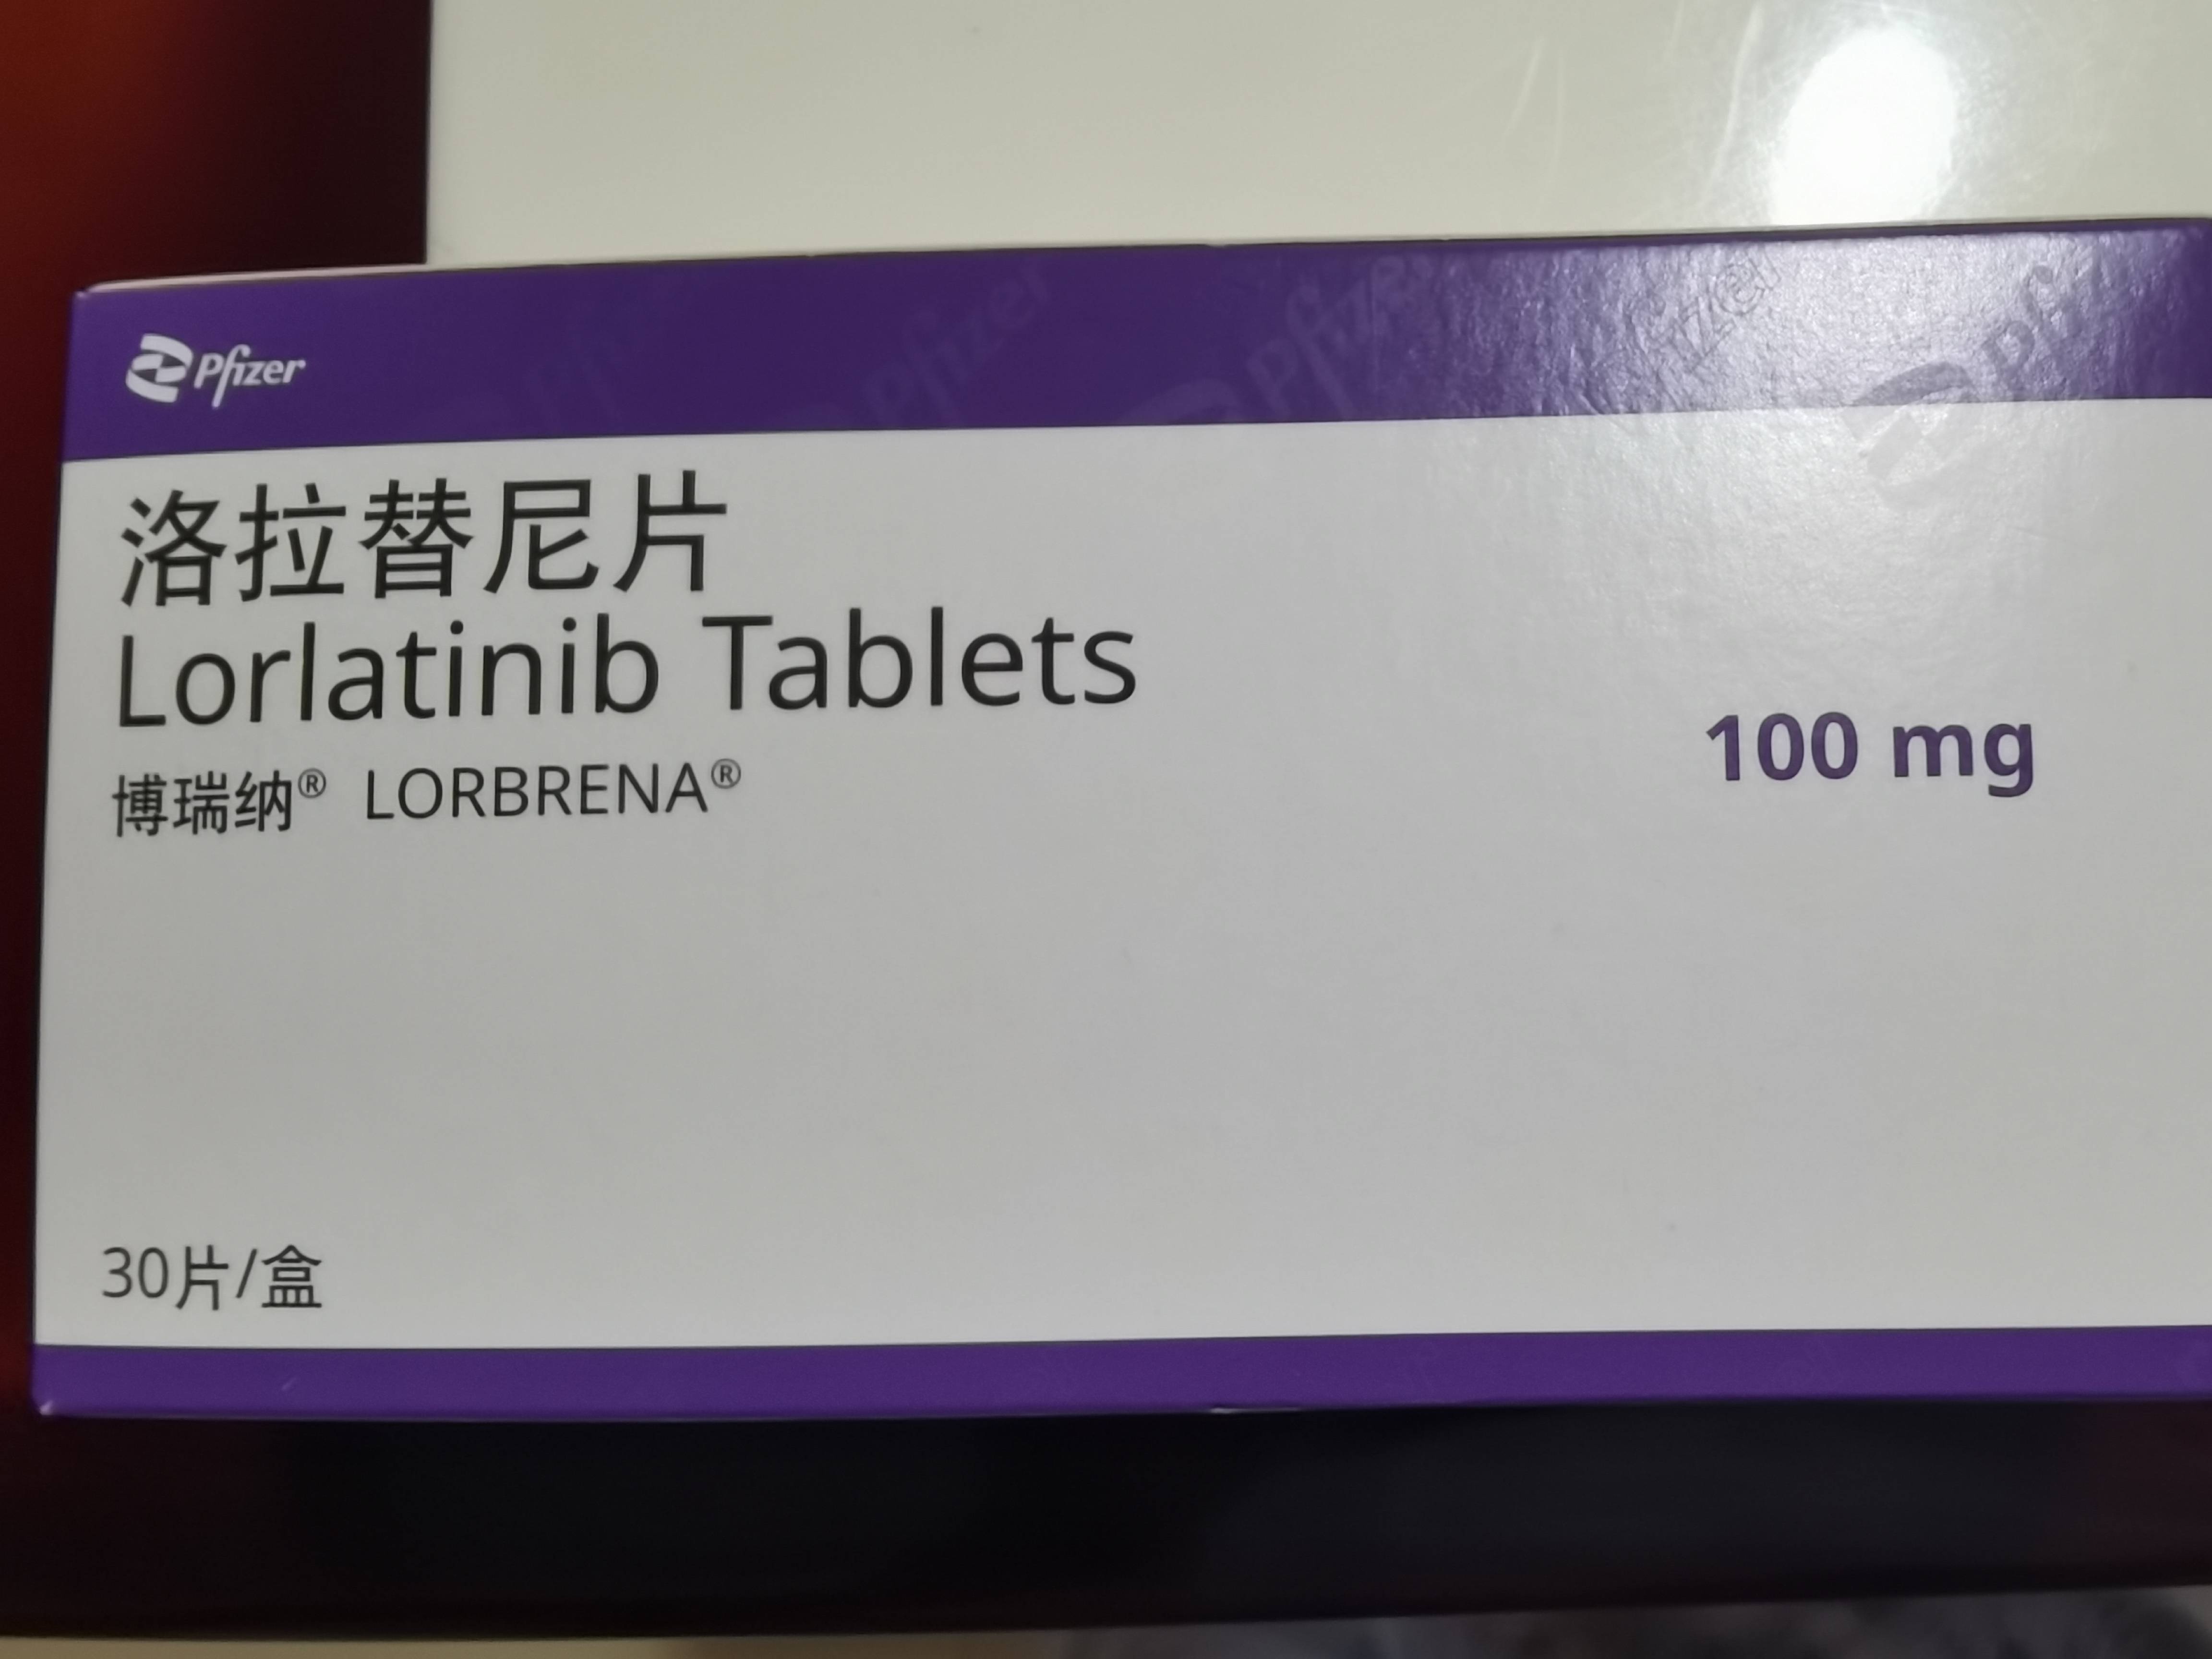 Pfizer
洛拉替尼片
Lorlatinib Tablets
博瑞纳® LORBRENA®
100 mg
30片/盒